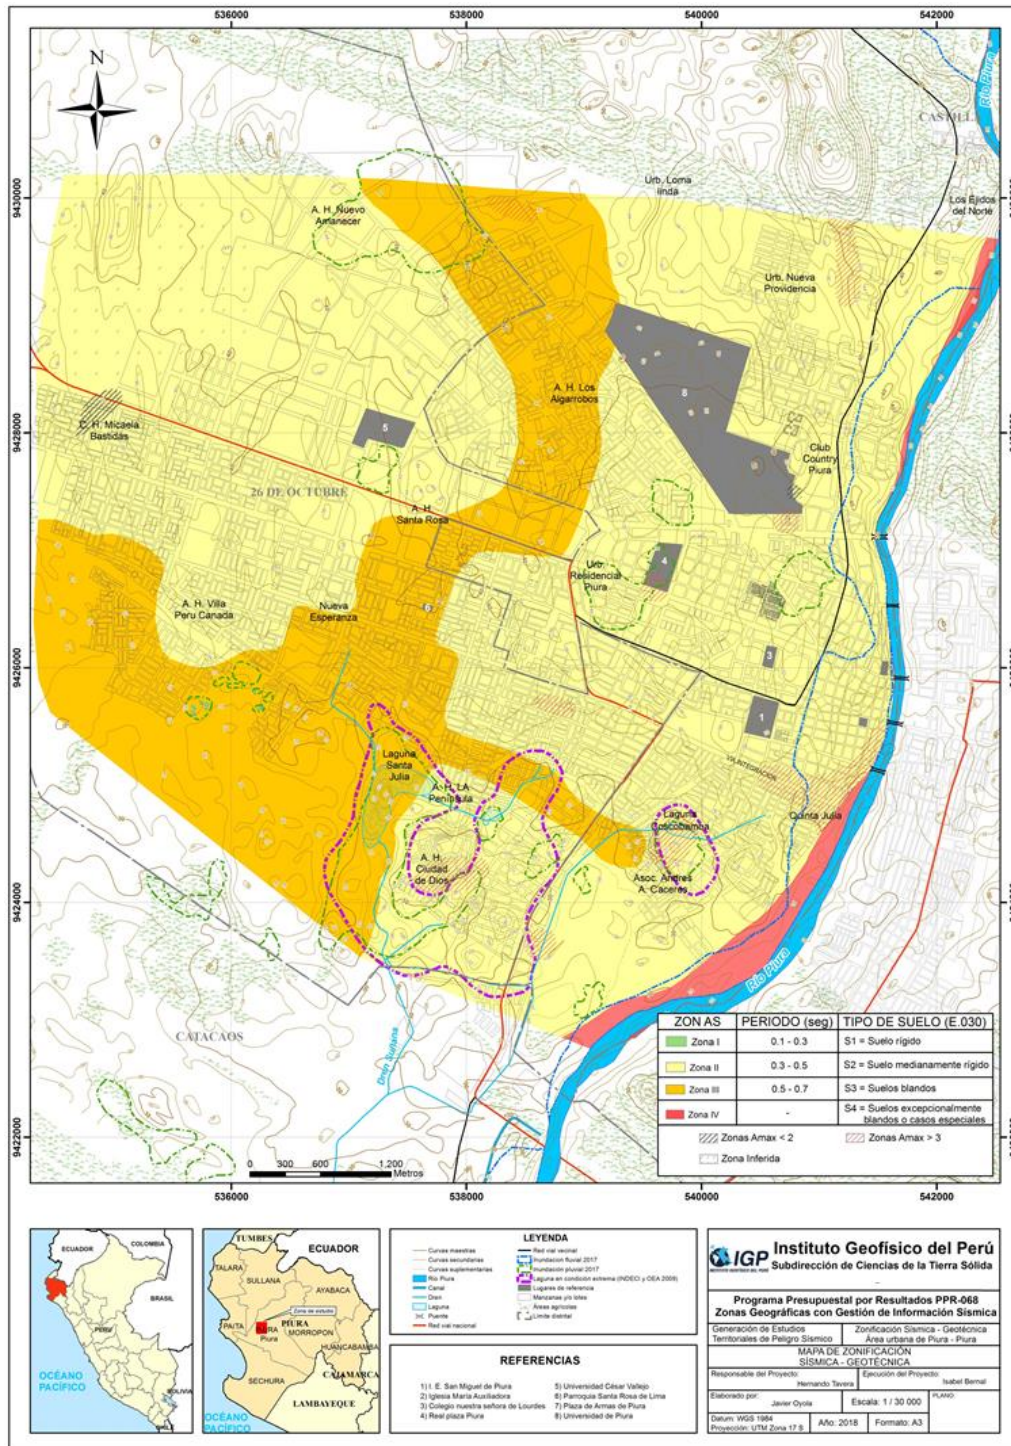 536000
538000
540000
542000
Río Piura
CASTILLA
N
Urb. Loma
linda
Los Ejidos
del Norte
9430000
A. H. Nuevo
Amanecer
Urb. Nueva
Providencia
A. H. Los
Algarrobos
8
9428000
C. H. Micaela
Bastidas
5
Club
Country
Piura
26 DE OCTUBRE
A. H.
Santa Rosa
4
Urb.
Residencial
Piura
A. H. Villa
Peru Canada
Nueva
Esperanza
6
3
9426000
1
Laguna
Santa
Julia
VIA INTEGRACION
A. H. LA
Península
Laguna
Coscobamba
Quinta Julia
A. H.
Ciudad
de Dios
Asoc. Andres
A. Caceres
9424000
Río Piura
CATACAOS
Dren Sullana
ZONAS
PERIODO (seg)
TIPO DE SUELO (E.030)
Zona I
0.1 - 0.3
S1 = Suelo rígido
Zona II
0.3 - 0.5
S2 = Suelo medianamente rígido
Zona III
0.5 - 0.7
S3 = Suelos blandos
Zona IV
-
S4 = Suelos excepcionalmente
blandos o casos especiales
Zonas Amax < 2
Zonas Amax > 3
Zona Inferida
9422000
0 300 600 1,200
Metros
536000
538000
540000
542000
ECUADOR
COLOMBIA
BRASIL
PERU
OCÉANO
PACÍFICO
BOLIVIA
CHILE
TUMBES
ECUADOR
TALARA
SULLANA
AYABACA
Zona de estudio
PAITA
PIURA
Piura
MORROPON
HUANCABAMBA
SECHURA
CAJAMARCA
LAMBAYEQUE
OCÉANO
PACÍFICO
LEYENDA
Curvas maestras
Curvas secundarias
Curvas suplementarias
Río Piura
Canal
Dren
Laguna
Puente
Red vial nacional
Red vial vecinal
Inundacion fluvial 2017
Inundación pluvial 2017
Laguna en condición extrema (INDECI y OEA 2009)
Lugares de referencia
Manzanas y/o lotes
Áreas agrícolas
Límite distrital
REFERENCIAS
1) I. E. San Miguel de Piura
2) Iglesia María Auxiliadora
3) Colegio nuestra señora de Lourdes
4) Real plaza Piura
5) Universidad César Vallejo
6) Parroquia Santa Rosa de Lima
7) Plaza de Armas de Piura
8) Universidad de Piura
IGP
Instituto Geofísico del Perú
Subdirección de Ciencias de la Tierra Sólida
Programa Presupuestal por Resultados PPR-068
Zonas Geográficas con Gestión de Información Sísmica
Generación de Estudios
Territoriales de Peligro Sísmico
Zonificación Sísmica - Geotécnica
Área urbana de Piura - Piura
MAPA DE ZONIFICACIÓN
SÍSMICA - GEOTÉCNICA
Responsable del Proyecto:
Hernando Tavera
Ejecución del Proyecto:
Isabel Bernal
Elaborado por:
Javier Oyola
Escala: 1 / 30 000
PLANO:
Datum: WGS 1984
Proyección: UTM Zona 17 S
Año: 2018
Formato: A3